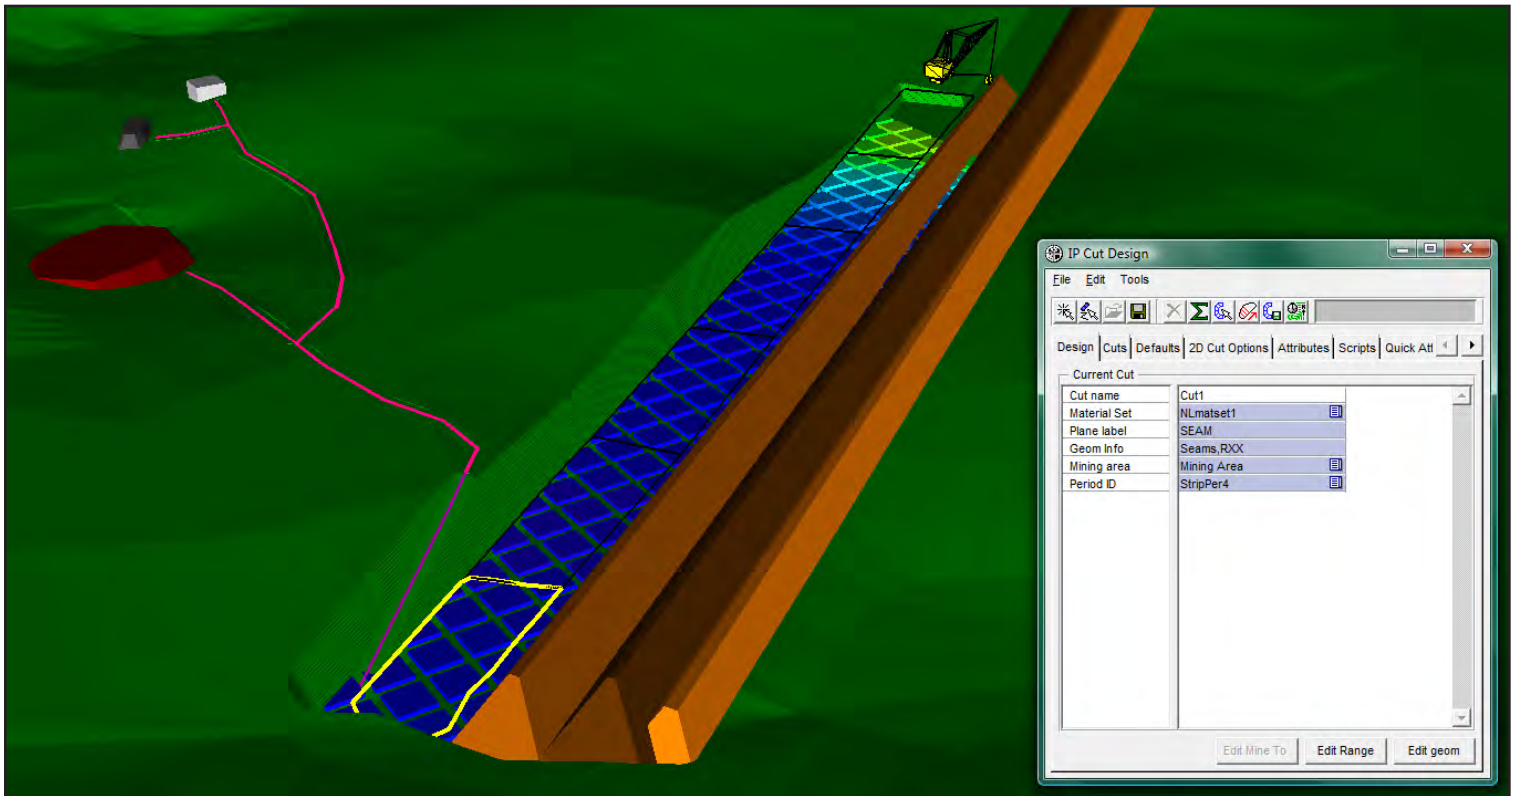 IP Cut Design
File Edit Tools
Design Cuts Defaults 2D Cut Options Attributes Scripts Quick Att
Current Cut
Cut name Cut1
Material Set NLmatset1
Plane label SEAM
Geom Info Seams,RXX
Mining area Mining Area
Period ID StripPer4
Edit Mine To Edit Range Edit geom